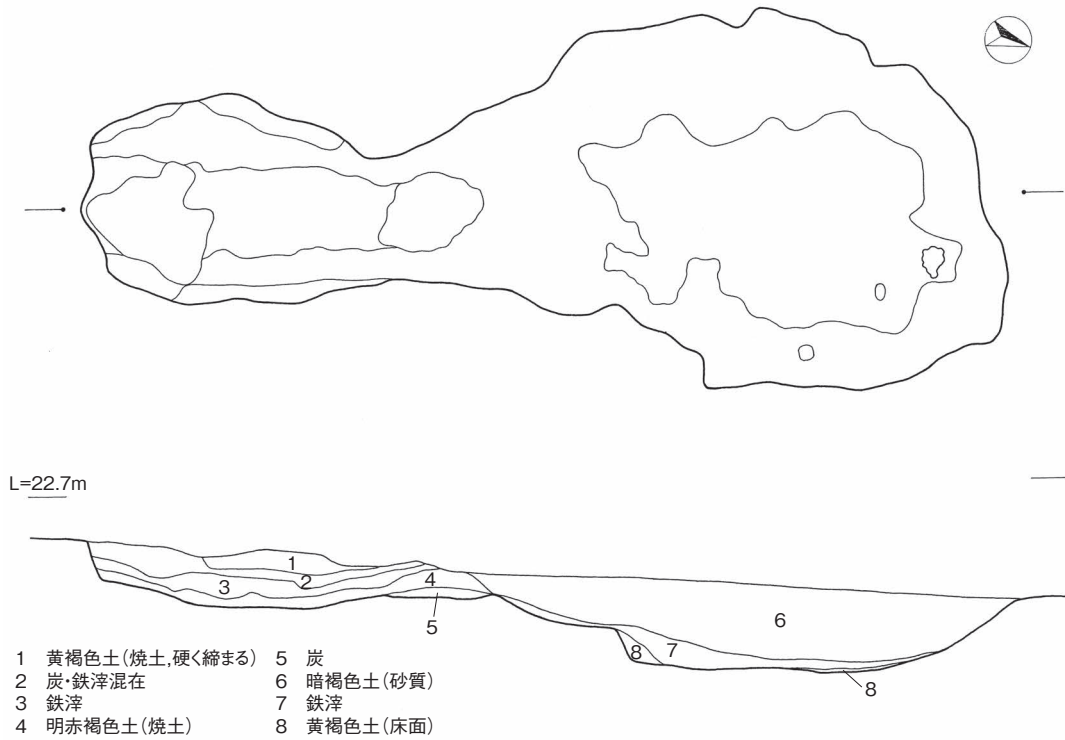 L=22.7m
1
2
3
4
5
6
7
8
8
1 黄褐色土(焼土,硬く締まる)
2 炭・鉄滓混在
3 鉄滓
4 明赤褐色土(焼土)
5 炭
6 暗褐色土(砂質)
7 鉄滓
8 黄褐色土(床面)